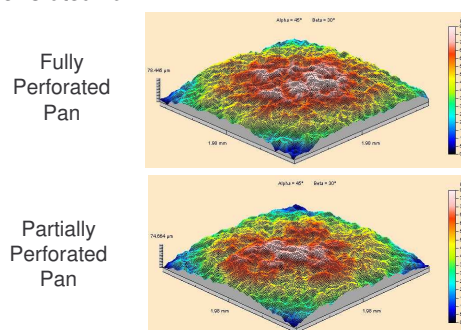 Fully
Perforated
Pan
Alpha = 45° Beta = 30°
78.446 µm
1.98 mm
1.98 mm
Partially
Perforated
Pan
Alpha = 45° Beta = 30°
74.664 µm
1.98 mm
1.98 mm